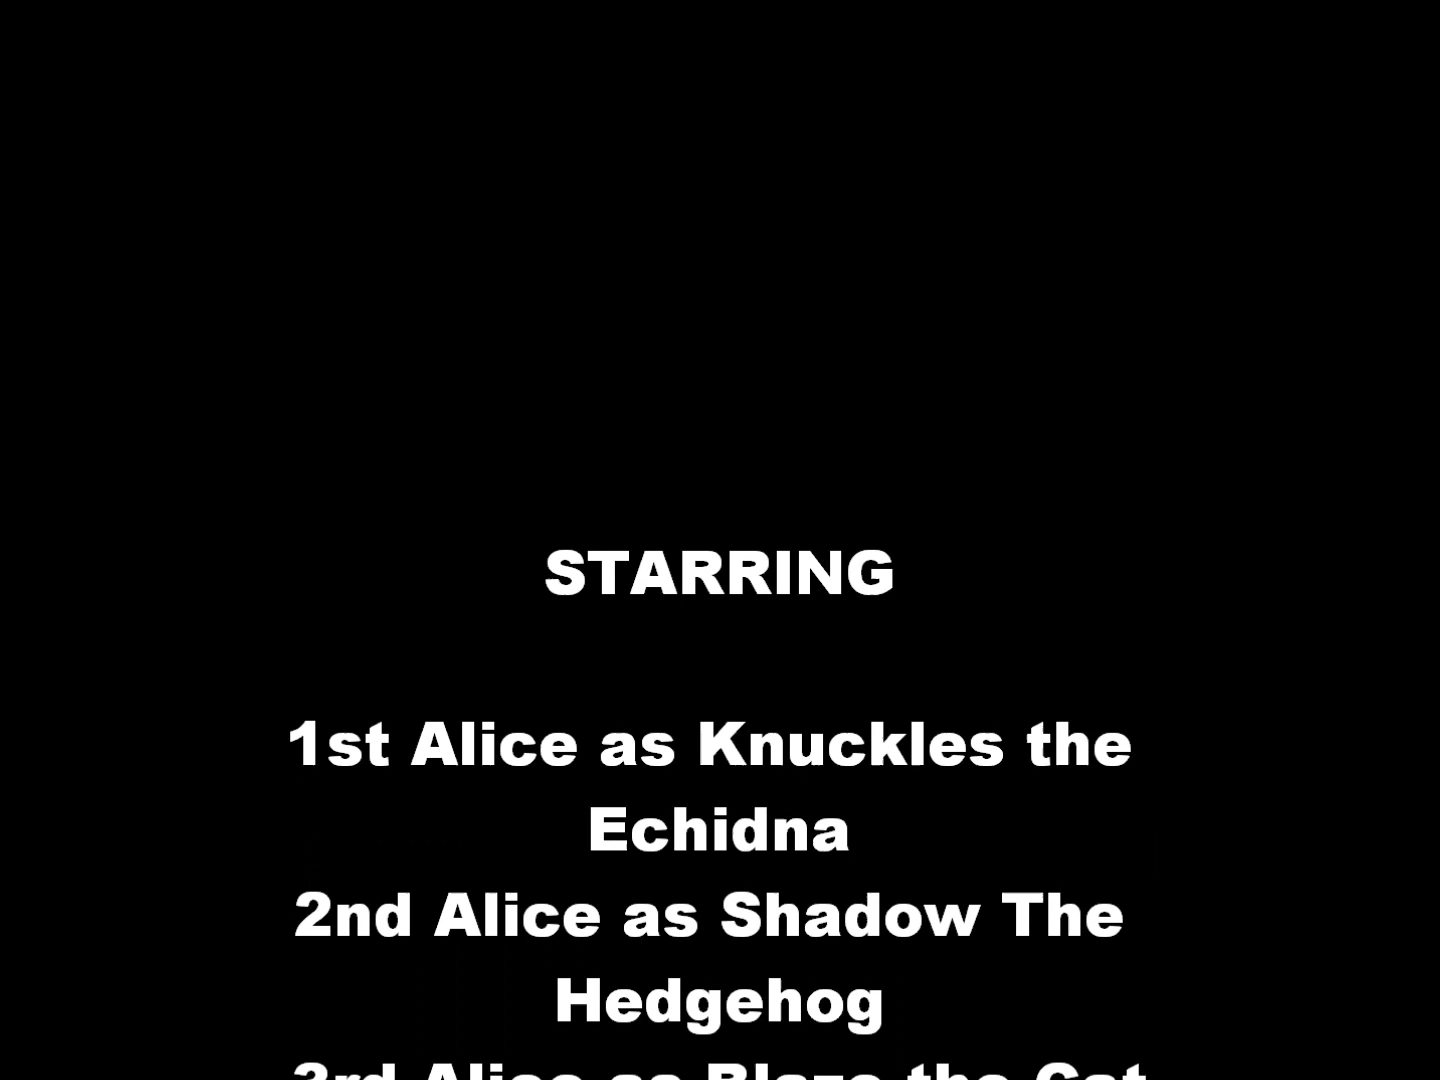 STARRING
1st Alice as Knuckles the
Echidna
2nd Alice as Shadow The
Hedgehog
3rd Alice as Blaze the Cat